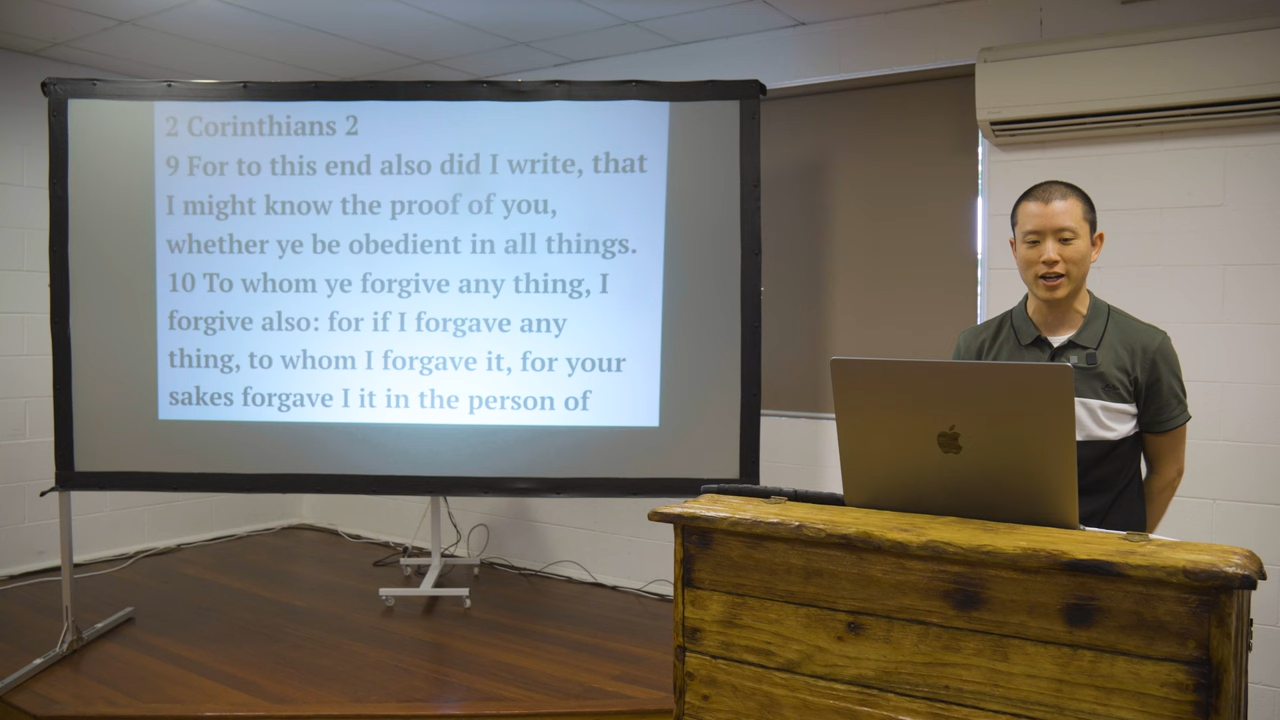 2 Corinthians 2
9 For to this end also did I write, that
I might know the proof of you,
whether ye be obedient in all things.
10 To whom ye forgive any thing, I
forgive also: for if I forgave any
thing, to whom I forgave it, for your
sakes forgave I it in the person of